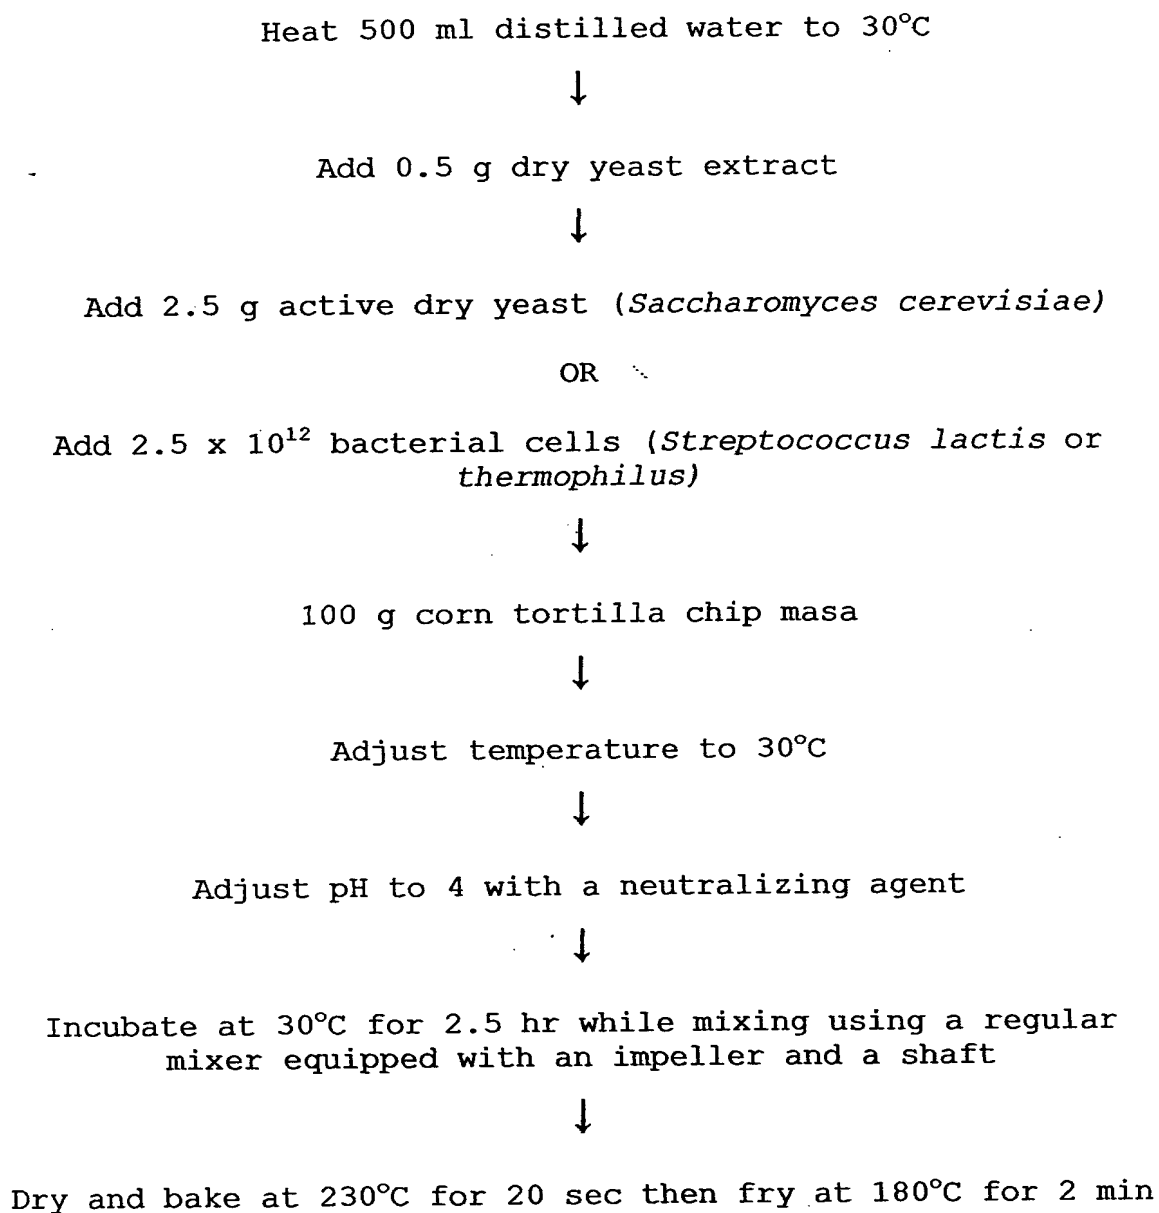 Heat 500 ml distilled water to 30°C
↓
Add 0.5 g dry yeast extract
↓
Add 2.5 g active dry yeast (Saccharomyces cerevisiae)
OR
Add 2.5 x 10¹² bacterial cells (Streptococcus lactis or
thermophilus)
↓
100 g corn tortilla chip masa
↓
Adjust temperature to 30°C
↓
Adjust pH to 4 with a neutralizing agent
↓
Incubate at 30°C for 2.5 hr while mixing using a regular
mixer equipped with an impeller and a shaft
↓
Dry and bake at 230°C for 20 sec then fry at 180°C for 2 min